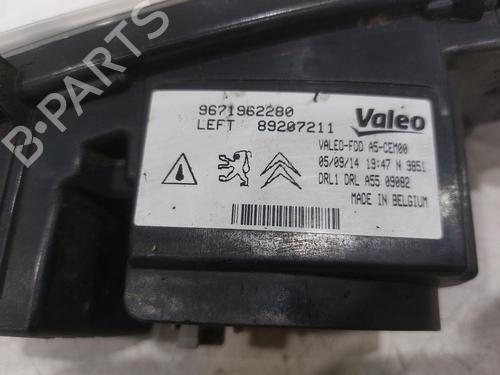 9671962280
LEFT 89207211
Valeo
VALEO-FDD A5-CEM00
05/09/14 19:47 N 9851
DRL1 DRL A55 09092
MADE IN BELGIUM
B-PARTS